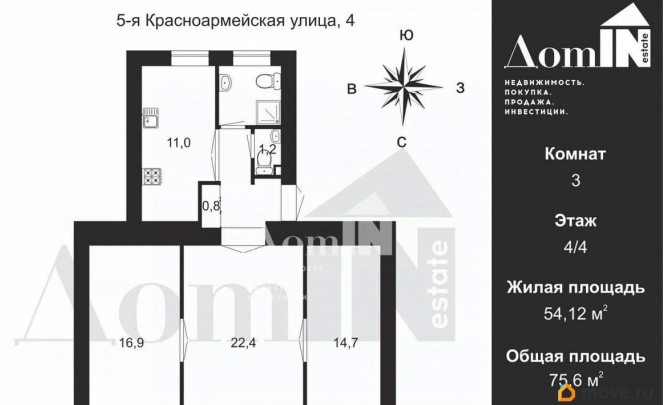 5-я Красноармейская улица, 4
Ю
В
З
С
11,0
1,2
0,8
16,9
22,4
14,7
ДомIN
estate
ДомIN
estate
НЕДВИЖИМОСТЬ.
ПОКУПКА.
ПРОДАЖА.
ИНВЕСТИЦИИ.
Комнат
3
Этаж
4/4
Жилая площадь
54,12 м²
Общая площадь
75,6 м²
move.ru